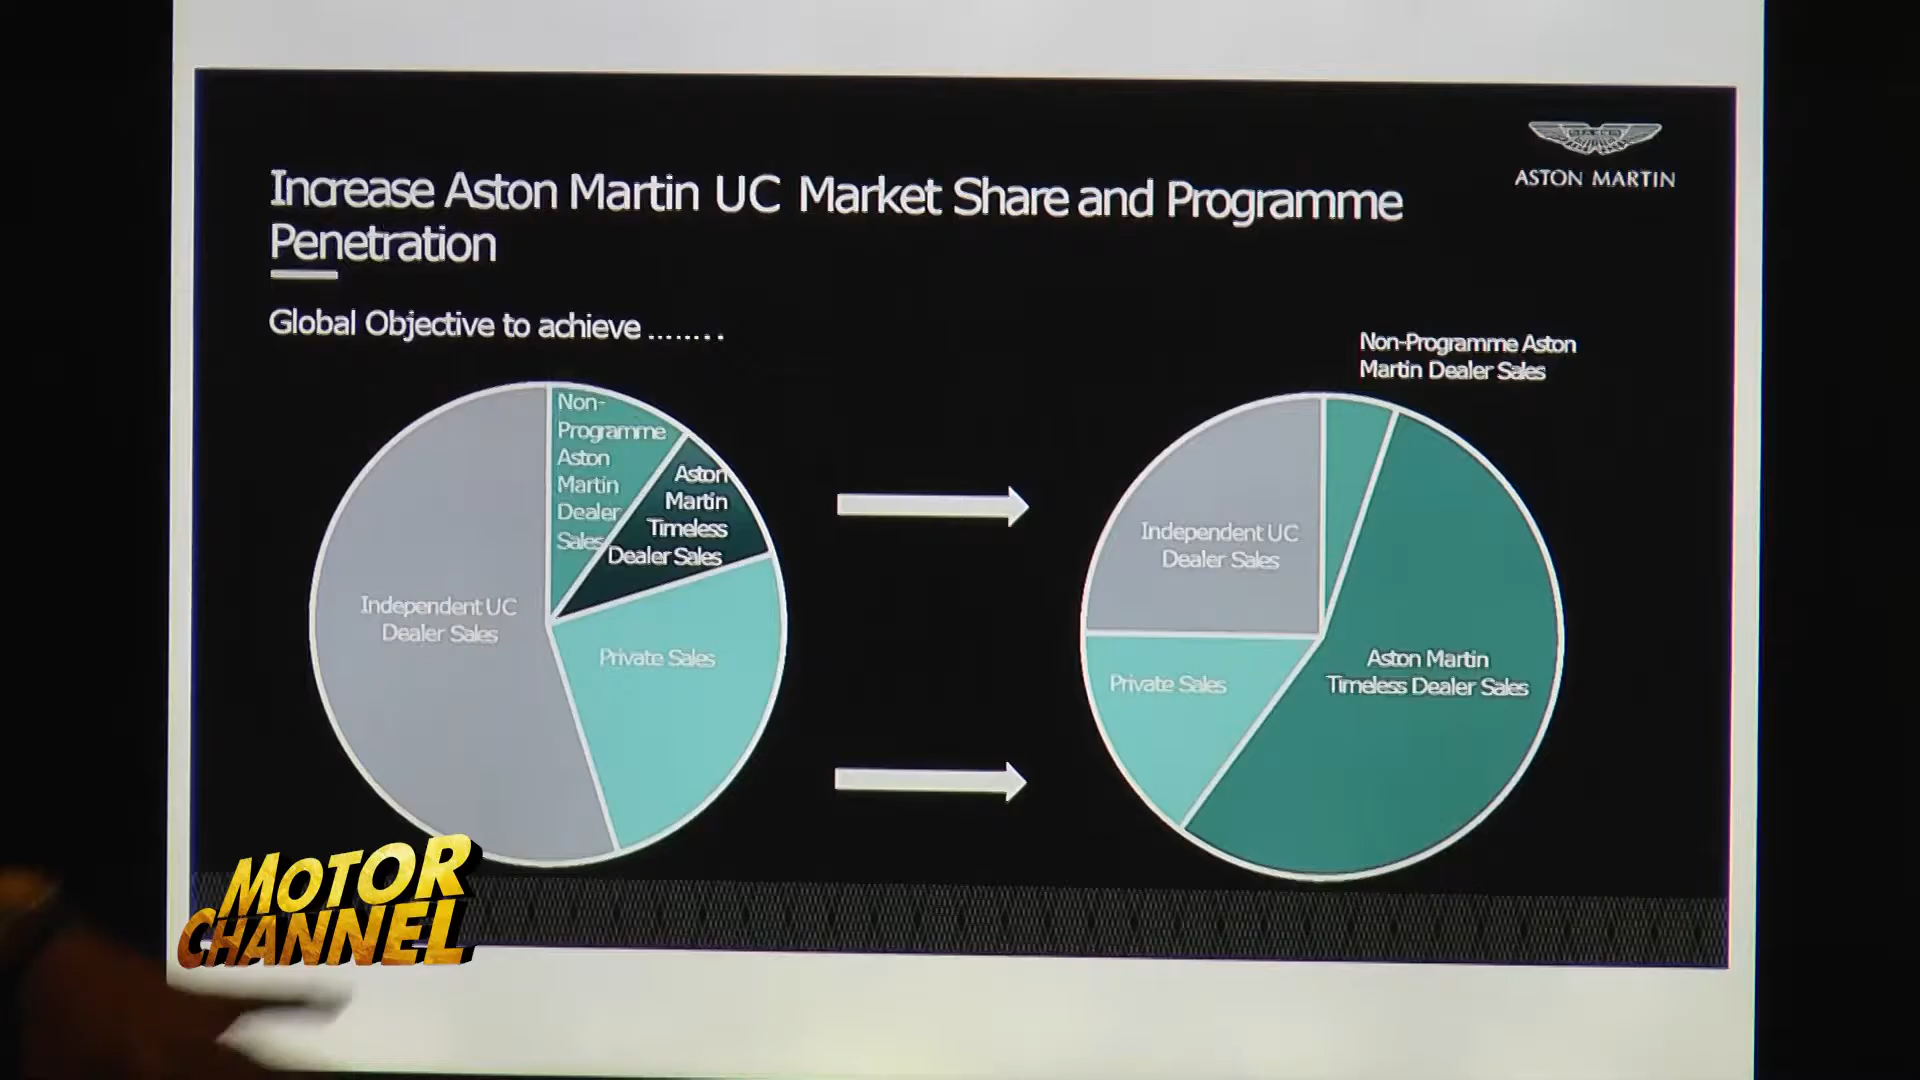 ASTON MARTIN
Increase Aston Martin UC Market Share and Programme
Penetration
Global Objective to achieve ........
Non-
Programme
Aston
Martin
Dealer
Sales
Aston
Martin
Timeless
Dealer Sales
Independent UC
Dealer Sales
Private Sales
Non-Programme Aston
Martin Dealer Sales
Independent UC
Dealer Sales
Private Sales
Aston Martin
Timeless Dealer Sales
MOTOR
CHANNEL